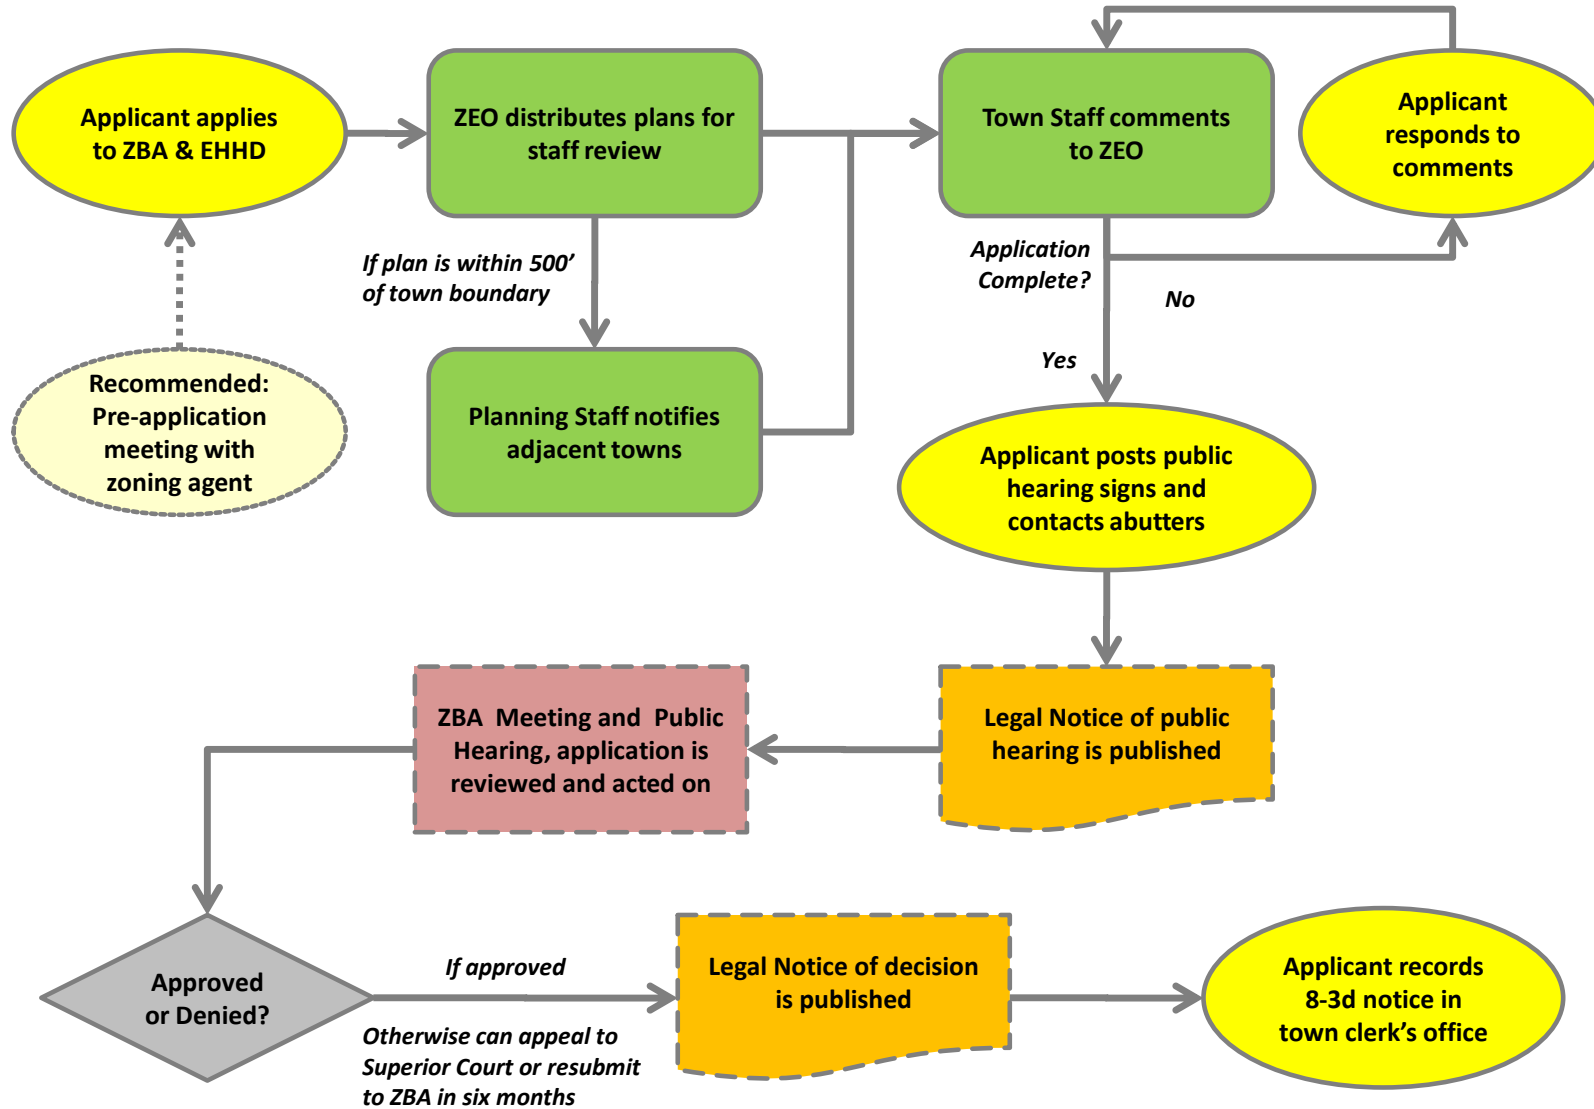 Applicant applies
to ZBA & EHHD
ZEO distributes plans for
staff review
Town Staff comments
to ZEO
Applicant
responds to
comments
If plan is within 500’
of town boundary
Application
Complete?
No
Yes
Recommended:
Pre-application
meeting with
zoning agent
Planning Staff notifies
adjacent towns
Applicant posts public
hearing signs and
contacts abutters
ZBA  Meeting and  Public
Hearing, application is
reviewed and acted on
Legal Notice of public
hearing is published
Approved
or Denied?
If approved
Otherwise can appeal to
Superior Court or resubmit
to ZBA in six months
Legal Notice of decision
is published
Applicant records
8-3d notice in
town clerk’s office